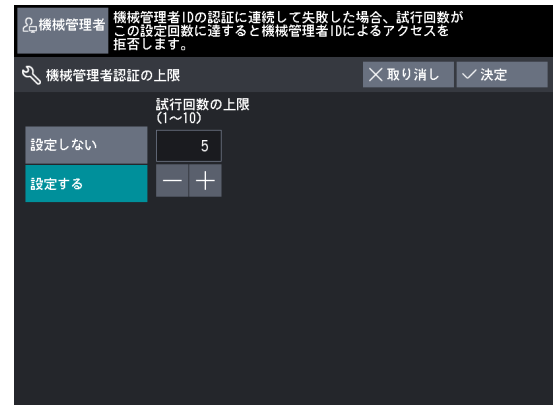 機械管理者
機械管理者IDの認証に連続して失敗した場合、試行回数が
この設定回数に達すると機械管理者IDによるアクセスを
拒否します。
機械管理者認証の上限
取り消し
決定
試行回数の上限
(1～10)
設定しない
5
設定する